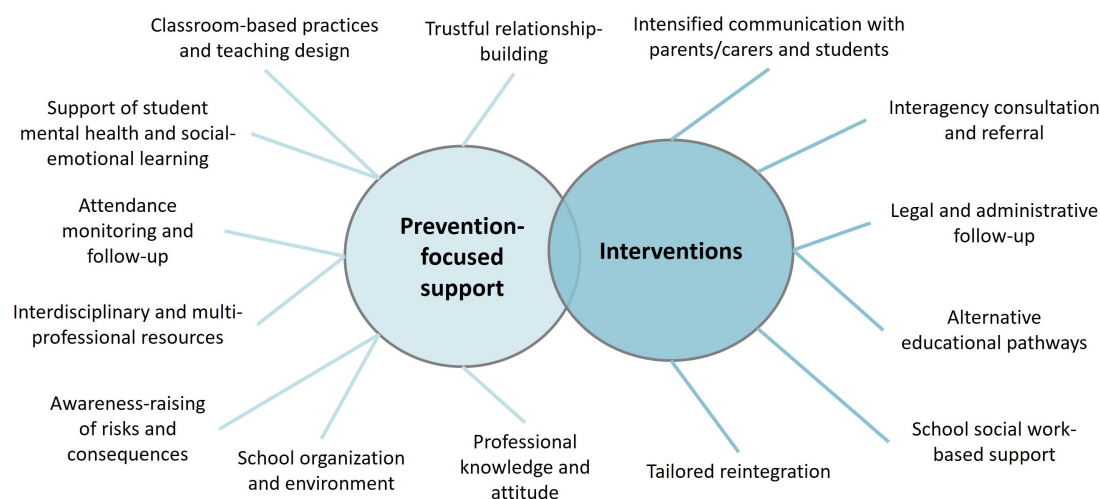 Classroom-based practices
and teaching design
Trustful relationship-
building
Intensified communication with
parents/carers and students
Support of student
mental health and social-
emotional learning
Interagency consultation
and referral
Attendance
monitoring and
follow-up
Prevention-
focused
support
Interventions
Legal and administrative
follow-up
Interdisciplinary and multi-
professional resources
Alternative
educational pathways
Awareness-raising
of risks and
consequences
School organization
and environment
Professional
knowledge and
attitude
Tailored reintegration
School social work-
based support